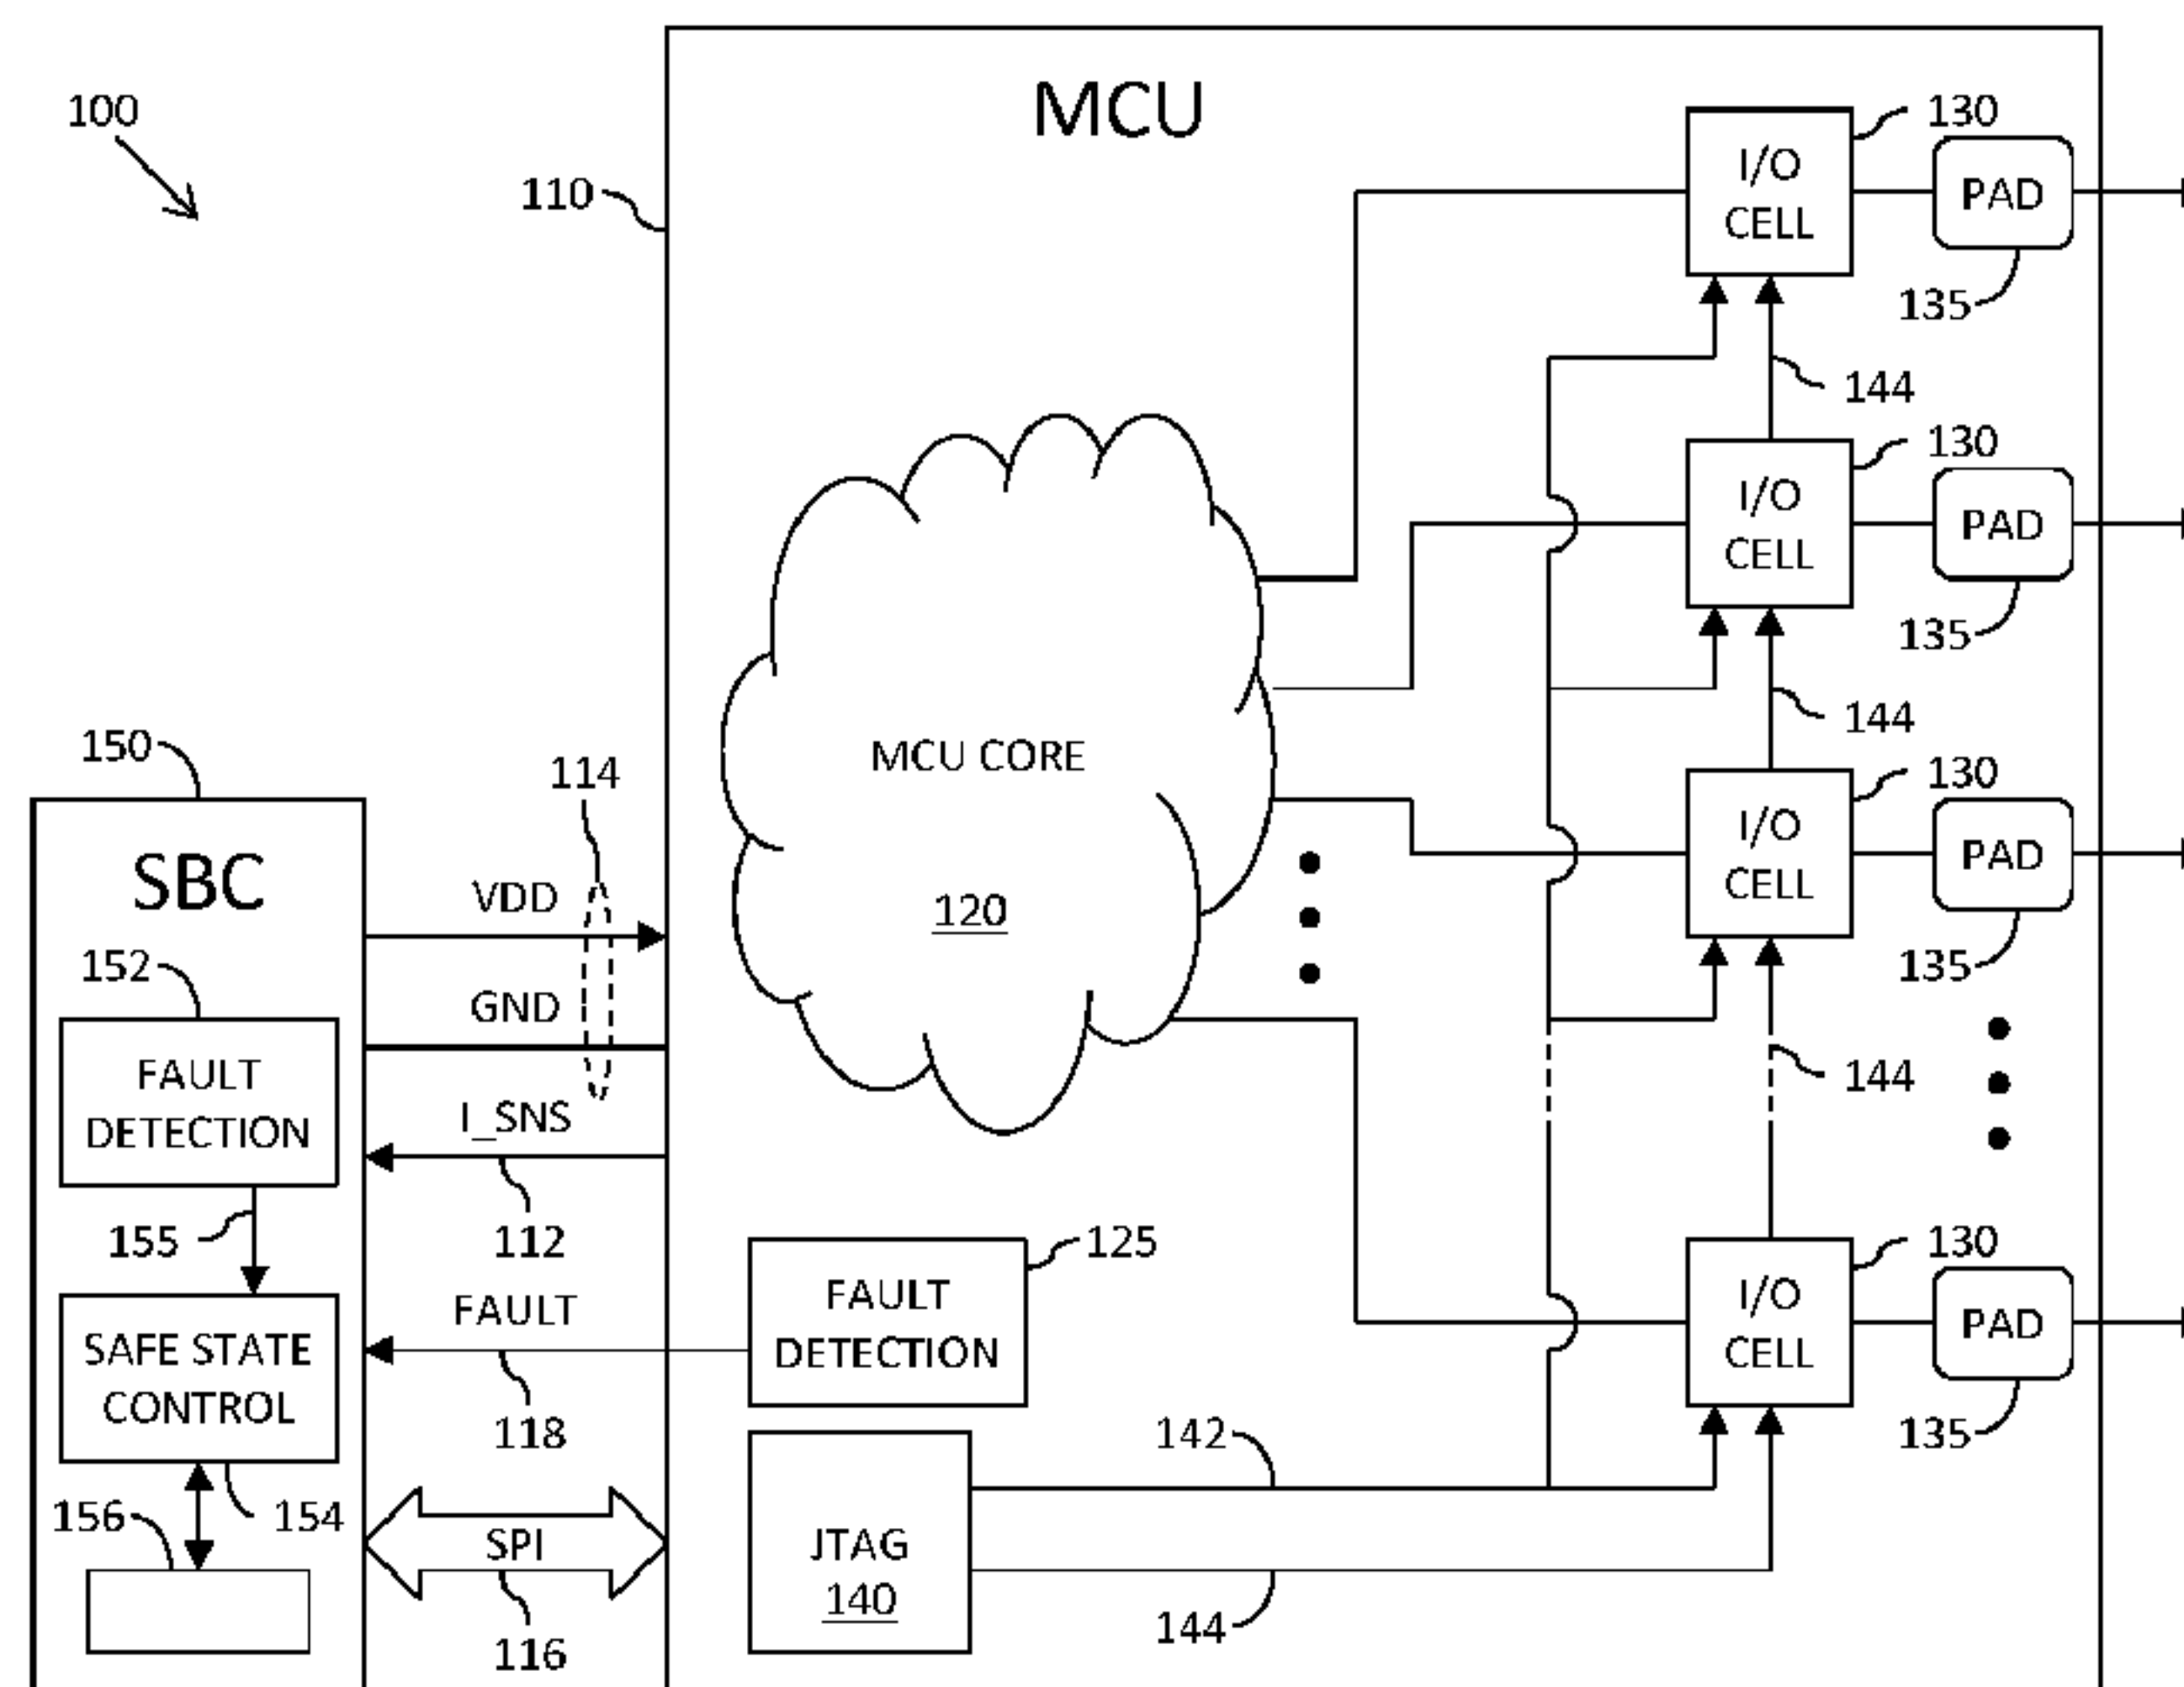 MCU
100
110
I/O
CELL
130
PAD
135
144
I/O
CELL
130
PAD
135
144
MCU CORE
120
I/O
CELL
130
PAD
135
144
150
114
SBC
VDD
152
GND
FAULT
DETECTION
I_SNS
155
112
125
FAULT
FAULT
DETECTION
SAFE STATE
CONTROL
118
I/O
CELL
130
PAD
135
142
156
154
SPI
JTAG
140
116
144